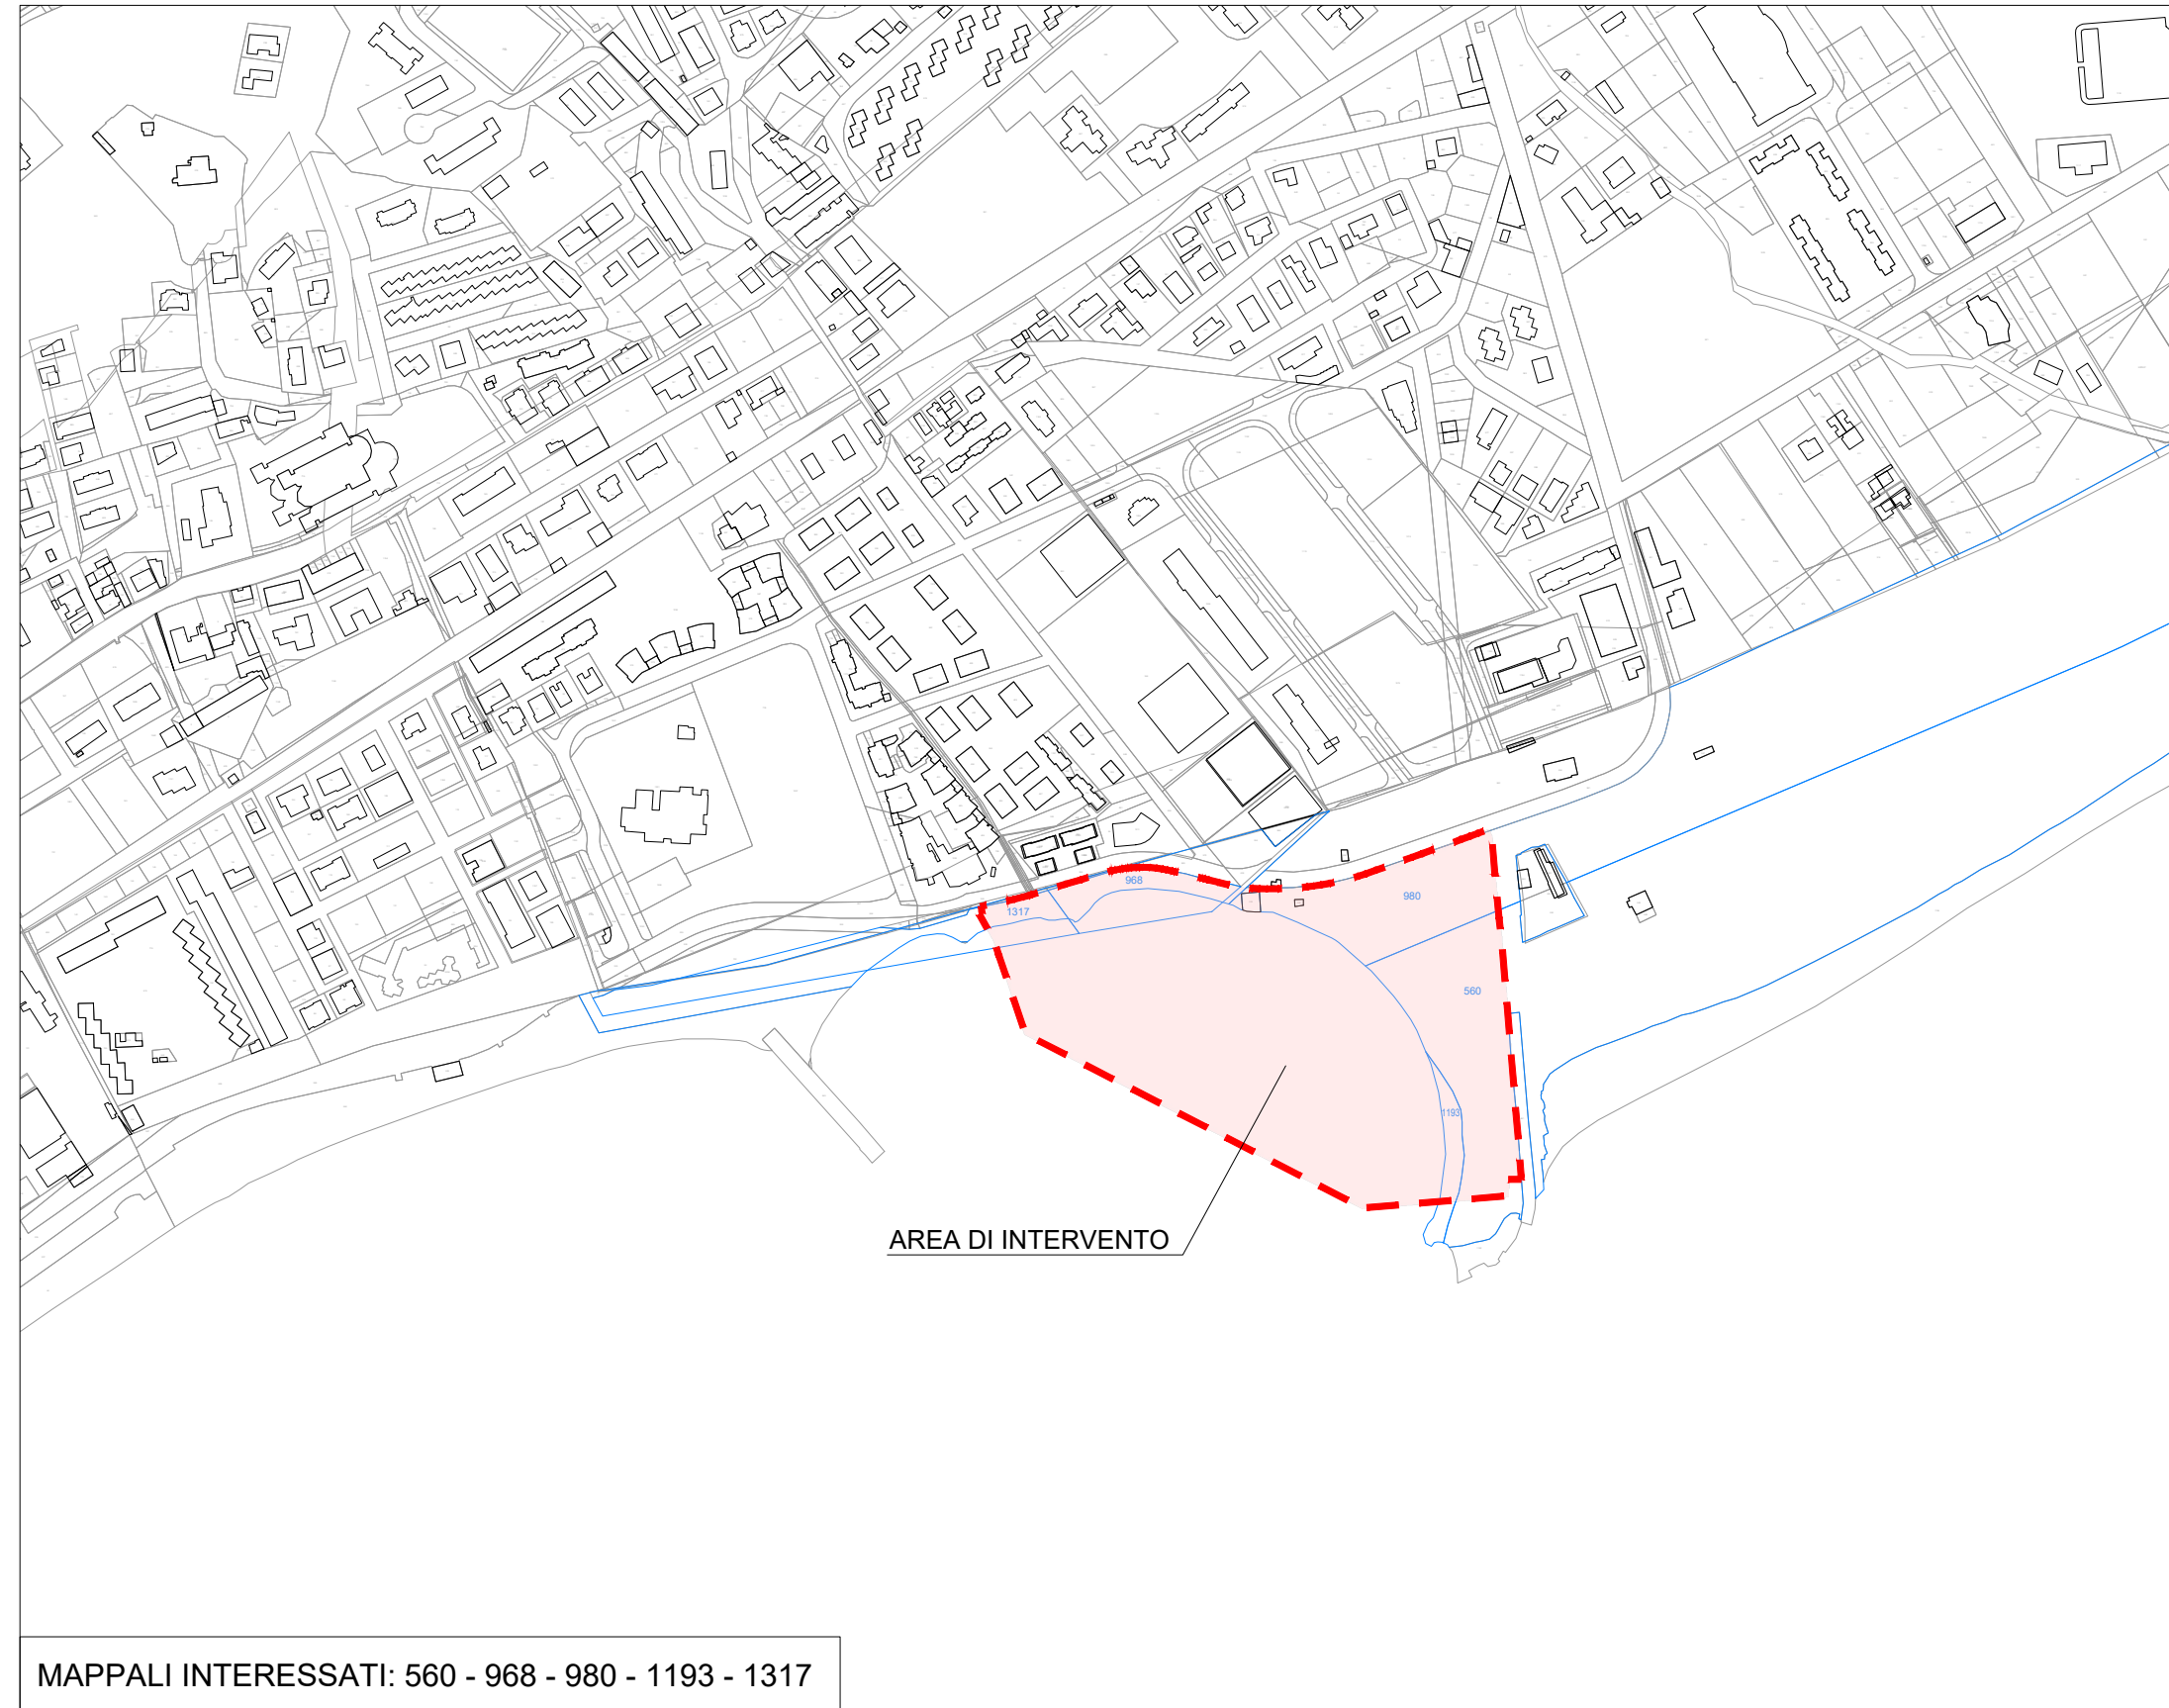 968
980
1317
560
1193
AREA DI INTERVENTO
MAPPALI INTERESSATI: 560 - 968 - 980 - 1193 - 1317